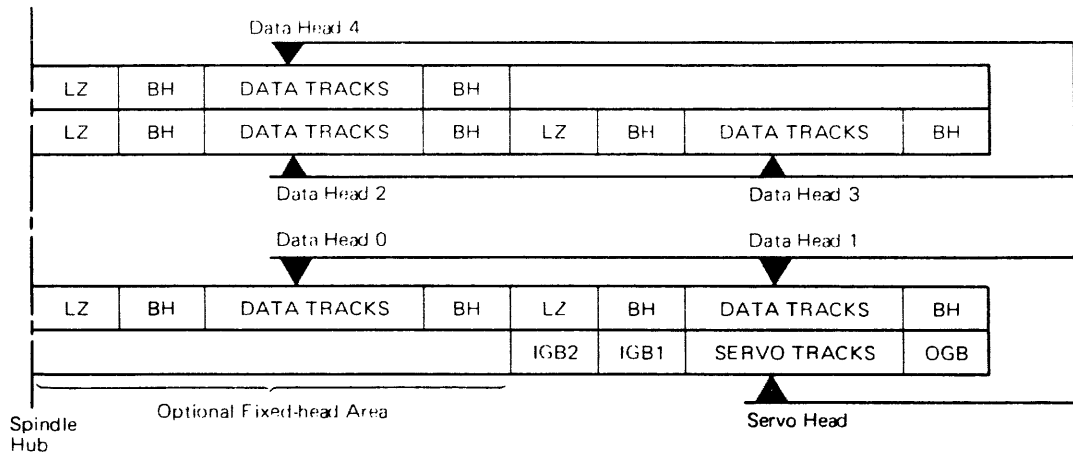 Data Head 4
LZ BH DATA TRACKS BH
LZ BH DATA TRACKS BH LZ BH DATA TRACKS BH
Data Head 2 Data Head 3
Data Head 0 Data Head 1
LZ BH DATA TRACKS BH LZ BH DATA TRACKS BH
IGB2 IGB1 SERVO TRACKS OGB
Optional Fixed-head Area
Servo Head
Spindle
Hub